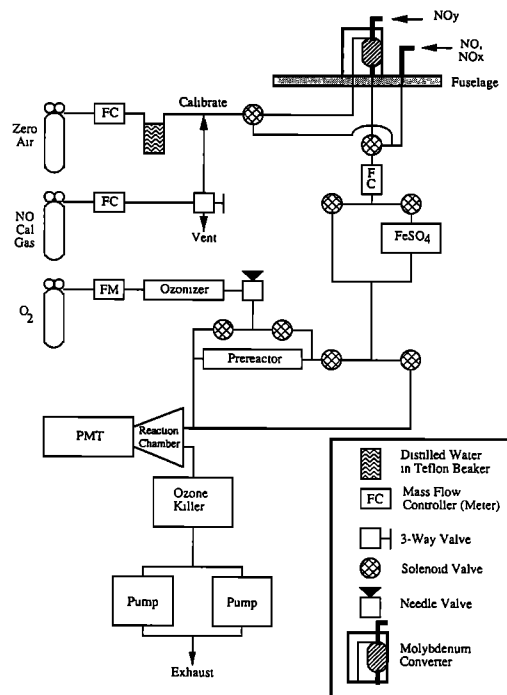 NOy
NO,
NOx
Fuselage
Calibrate
FC
Zero
Air
F
C
FC
NO
Cal
Gas
Vent
FeSO4
FM
Ozonizer
O2
Prereactor
PMT
Reaction
Chamber
Ozone
Killer
Pump
Pump
Exhaust
Distilled Water
in Teflon Beaker
FC
Mass Flow
Controller (Meter)
3-Way Valve
Solenoid Valve
Needle Valve
Molybdenum
Converter